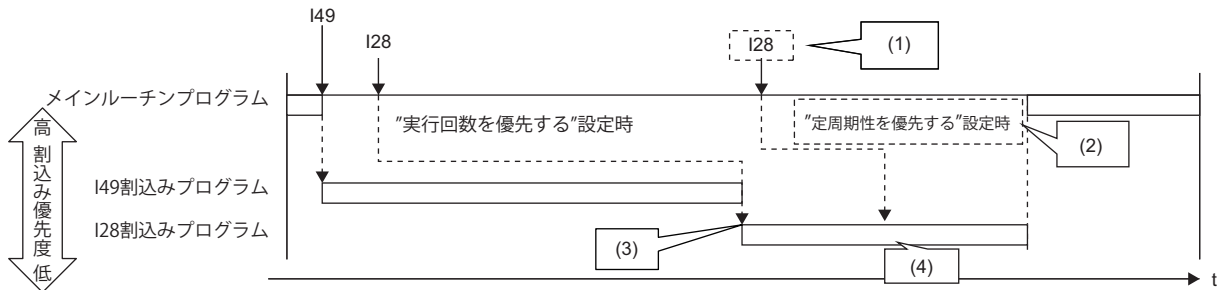 I49
I28
I28
(1)
メインルーチンプログラム
"実行回数を優先する"設定時
"定周期性を優先する"設定時
(2)
高
割込み優先度
低
I49割込みプログラム
I28割込みプログラム
(3)
(4)
t